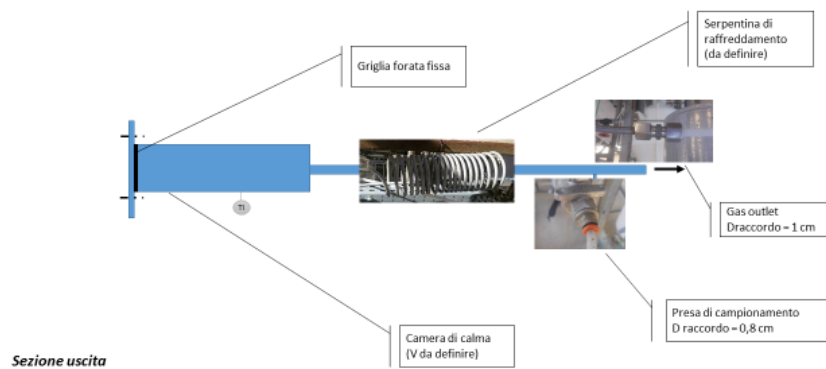 Serpentina di
raffreddamento
(da definire)
Griglia forata fissa
TI
Gas outlet
Draccordo = 1 cm
Presa di campionamento
D raccordo = 0,8 cm
Camera di calma
(V da definire)
Sezione uscita